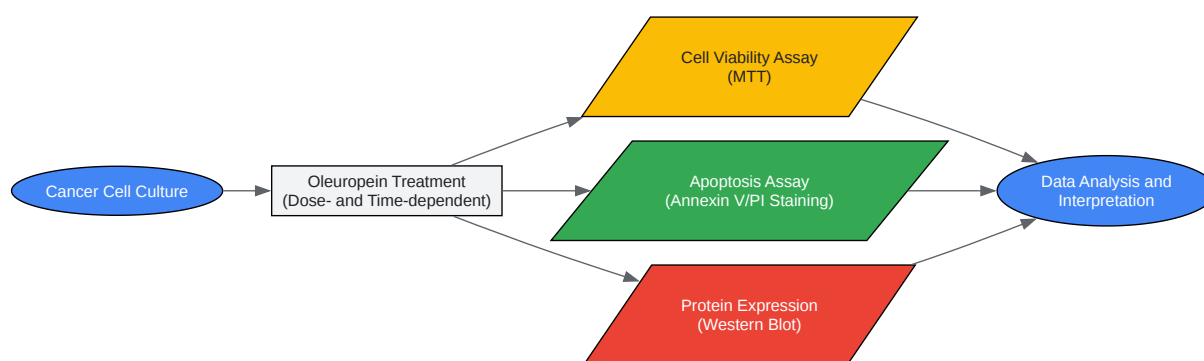 Cancer Cell Culture
Oleuropein Treatment
(Dose- and Time-dependent)
Cell Viability Assay
(MTT)
Apoptosis Assay
(Annexin V/PI Staining)
Protein Expression
(Western Blot)
Data Analysis and
Interpretation